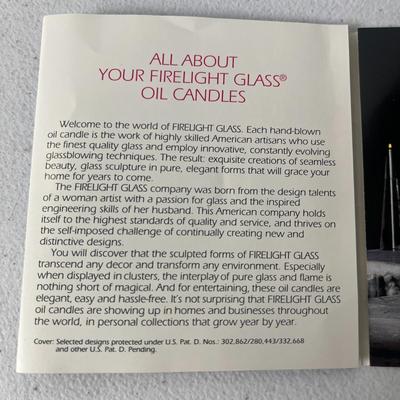 ALL ABOUT
YOUR FIRELIGHT GLASS®
OIL CANDLES
Welcome to the world of FIRELIGHT GLASS. Each hand-blown
oil candle is the work of highly skilled American artisans who use
the finest quality glass and employ innovative, constantly evolving
glassblowing techniques. The result: exquisite creations of seamless
beauty, glass sculpture in pure, elegant forms that will grace your
home for years to come.
The FIRELIGHT GLASS company was born from the design talents
of a woman artist with a passion for glass and the inspired
engineering skills of her husband. This American company holds
itself to the highest standards of quality and service, and thrives on
the self-imposed challenge of continually creating new and
distinctive designs.
You will discover that the sculpted forms of FIRELIGHT GLASS
transcend any decor and transform any environment. Especially
when displayed in clusters, the interplay of pure glass and flame is
nothing short of magical. And for entertaining, these oil candles are
elegant, easy and hassle-free. It's not surprising that FIRELIGHT GLASS
oil candles are showing up in homes and businesses throughout
the world, in personal collections that grow year by year.
Cover: Selected designs protected under U.S. Pat. D. Nos.: 302,862/280,443/332,668
and other U.S. Pat. D. Pending.